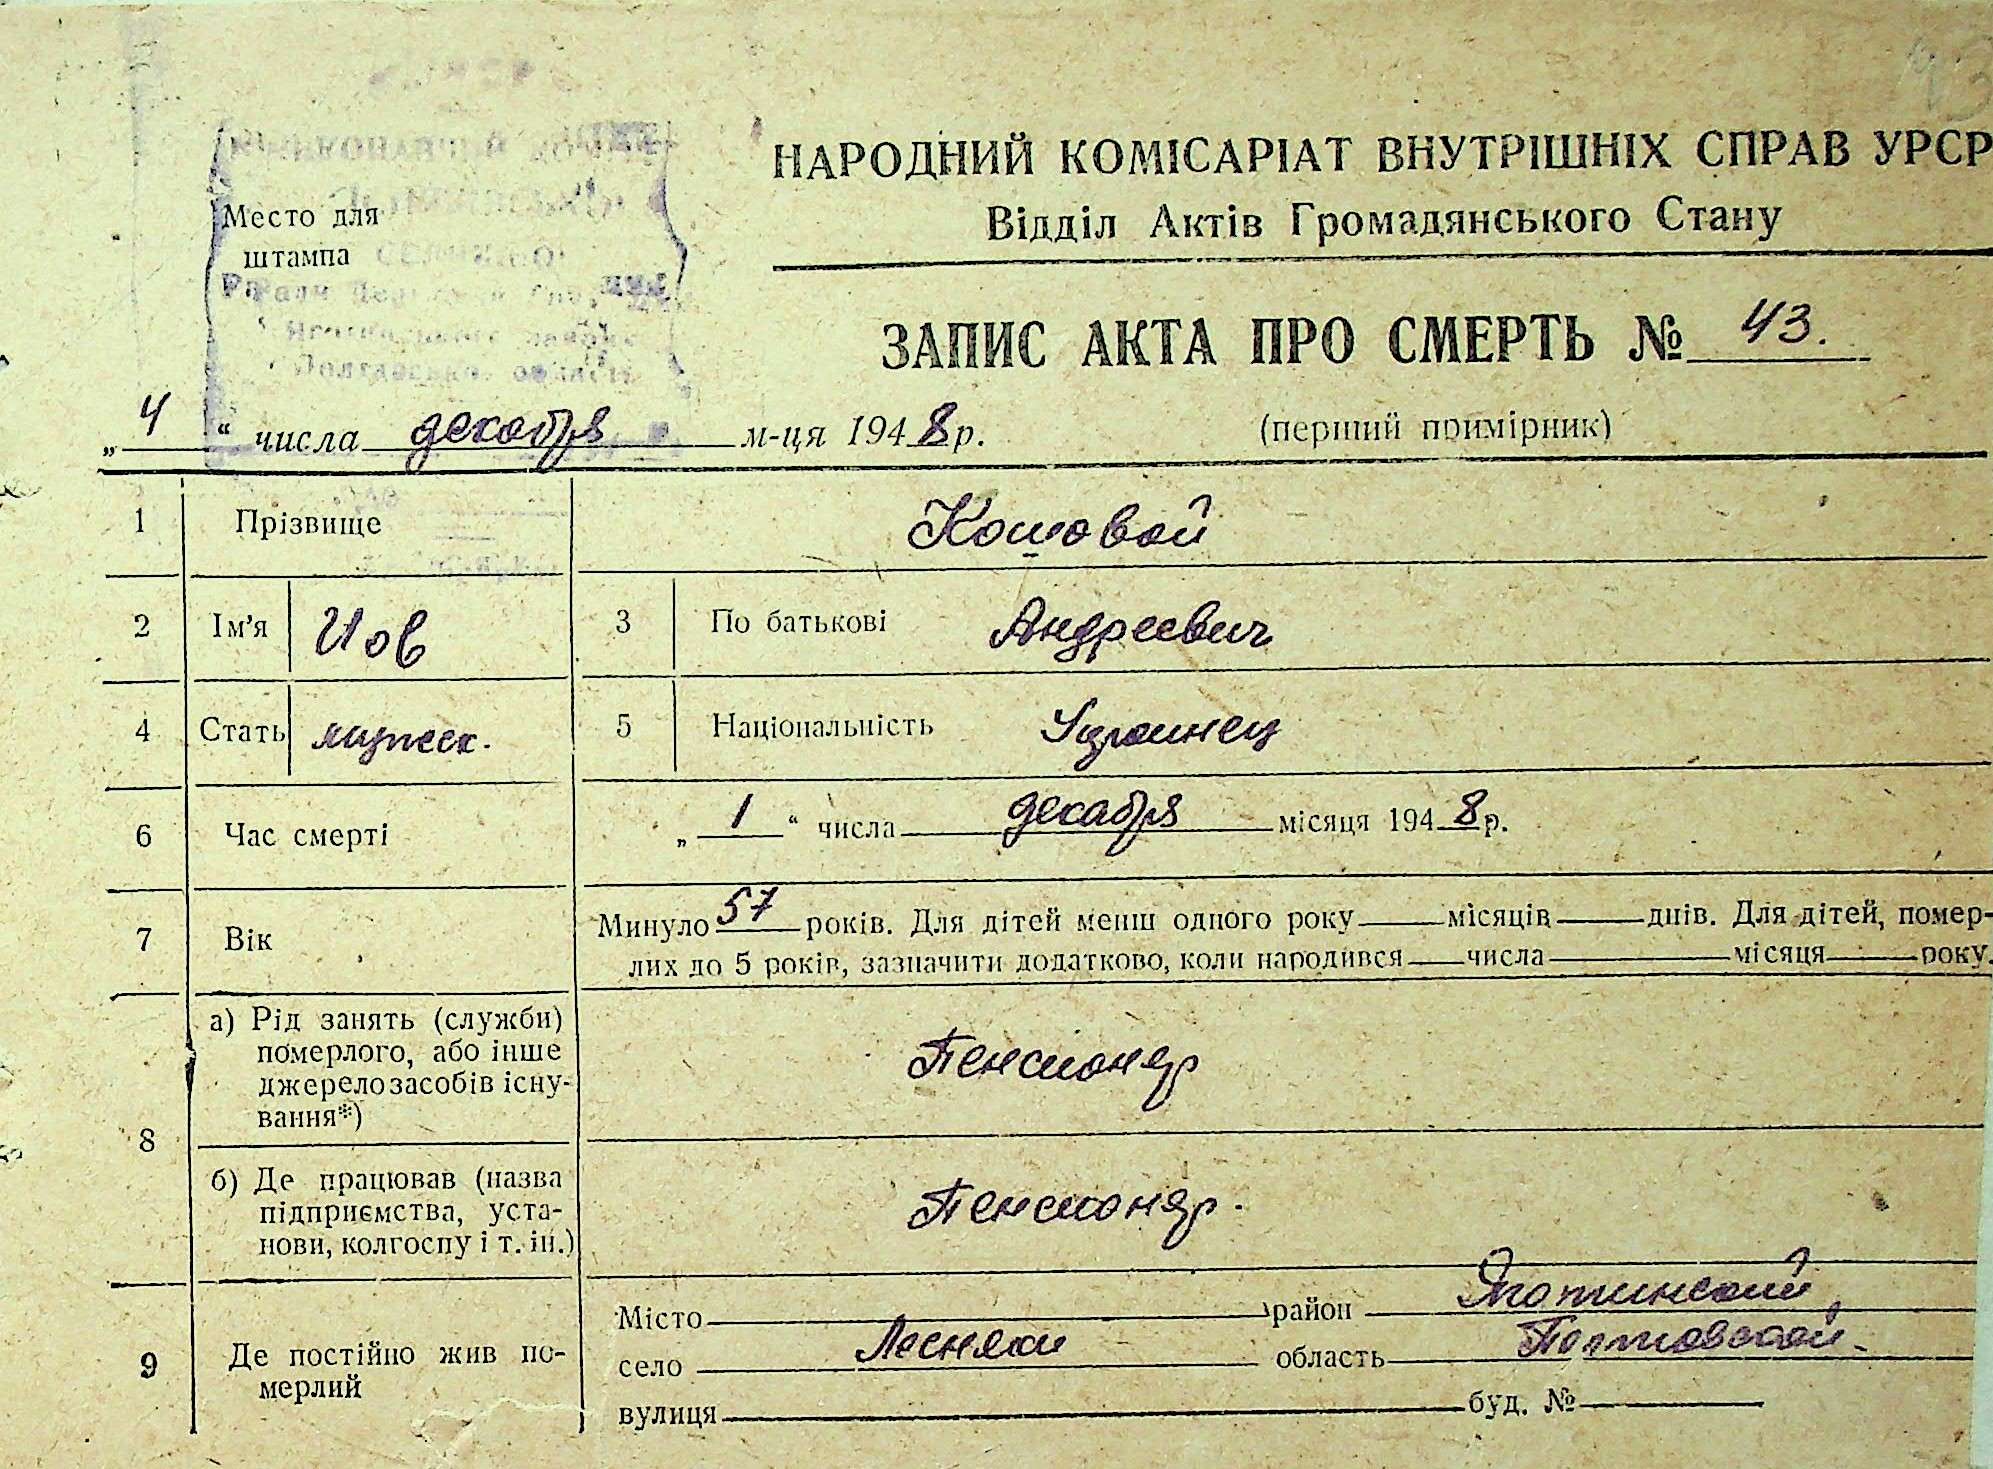 НАРОДНИЙ КОМІСАРІАТ ВНУТРІШНІХ СПРАВ УРСР
Відділ Актів Громадянського Стану
Место для
штампа
ЗАПИС АКТА ПРО СМЕРТЬ № 43.
„ 4 “ числа декабря м-ця 1948 р. (перший примірник)
1 Прізвище Кошовой
2 Ім’я Иов 3 По батькові Андреевич
4 Стать мужеск. 5 Національність Украинец
6 Час смерті „ 1 “ числа декабря місяця 1948 р.
7 Вік Минуло 57 років. Для дітей менш одного року місяців днів. Для дітей, помер-
лих до 5 років, зазначити додатково, коли народився числа місяця року.
8 а) Рід занять (служби)
померлого, або інше
джерело засобів існу-
вання*) Пенсионер
б) Де працював (назва
підприємства, уста-
нови, колгоспу і т. ін.) Пенсионер.
9 Де постійно жив по-
мерлий
Місто район Яготинский
село Лесняки область Полтавской
вулиця буд. №